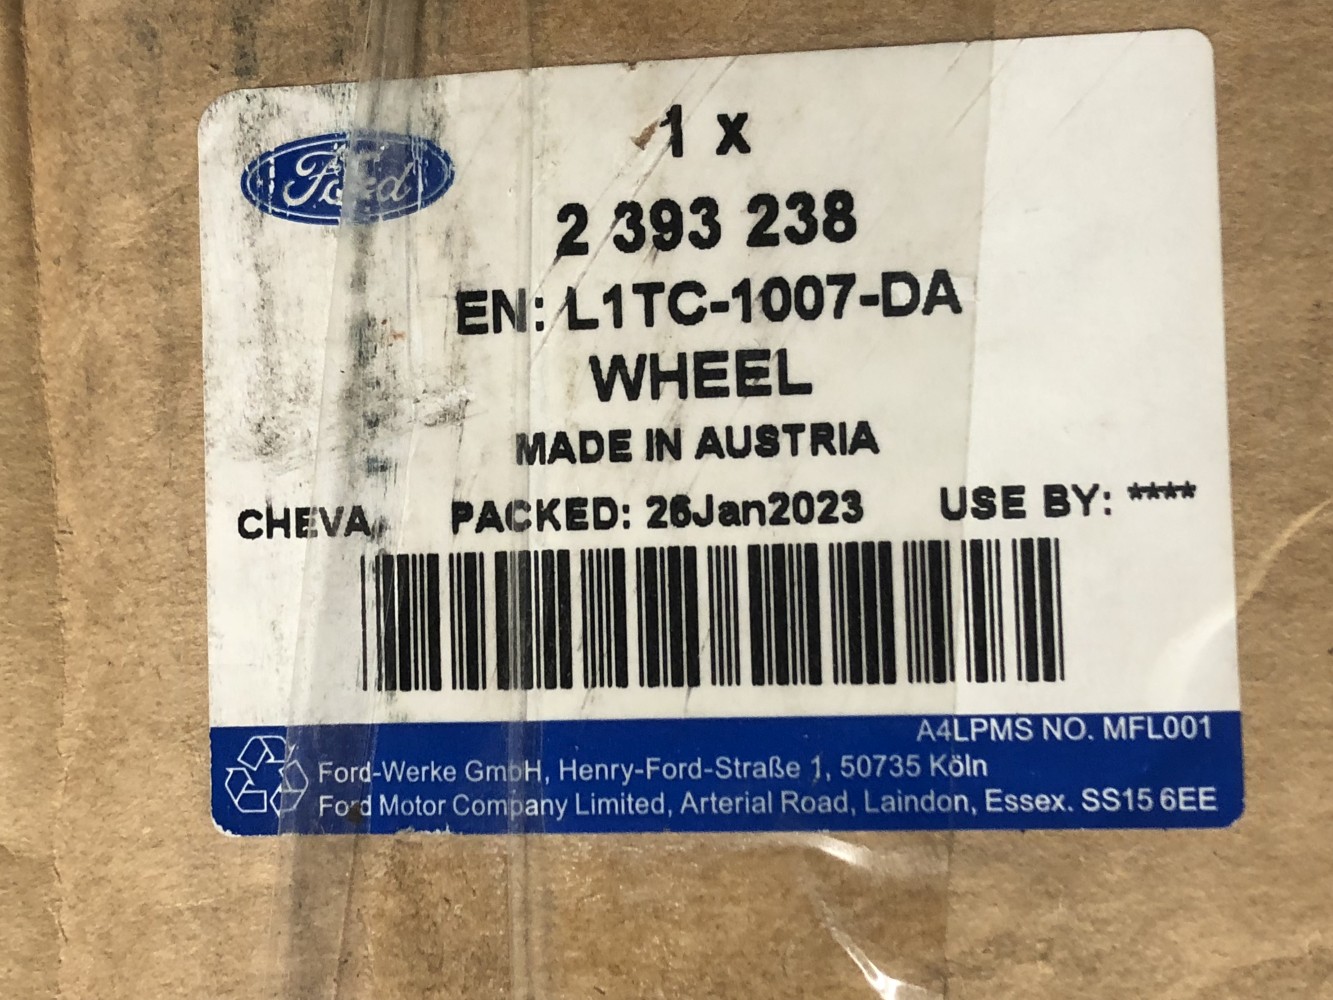 Ford
1 x
2 393 238
EN: L1TC-1007-DA
WHEEL
MADE IN AUSTRIA
CHEVA, PACKED: 26Jan2023 USE BY: ****
A4LPMS NO. MFL001
Ford-Werke GmbH, Henry-Ford-Straße 1, 50735 Köln
Ford Motor Company Limited, Arterial Road, Laindon, Essex. SS15 6EE